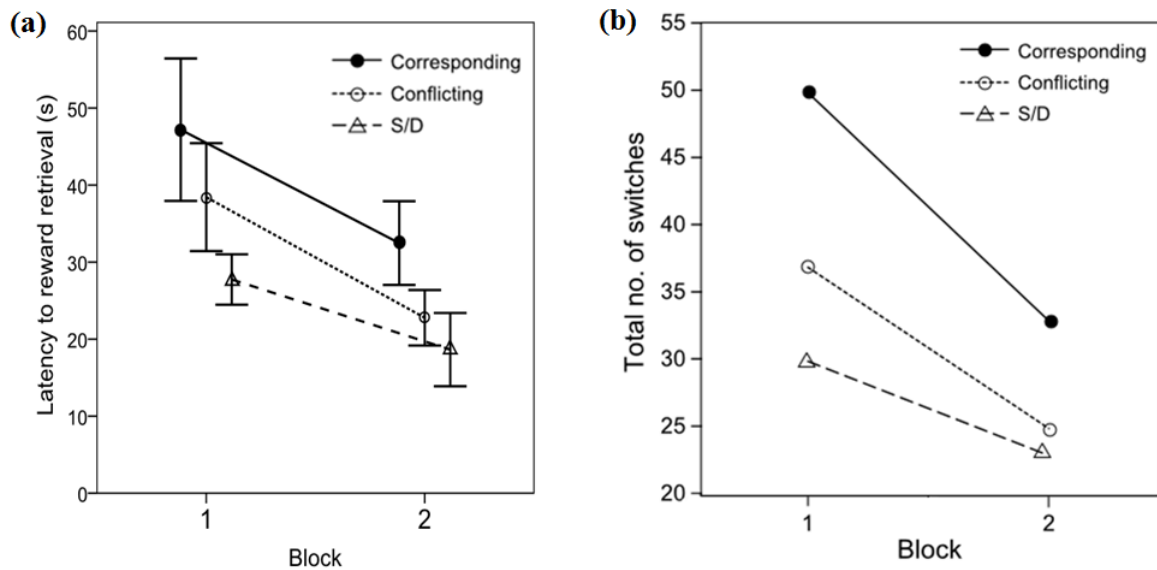 (a)
Latency to reward retrieval (s)
60
50
40
30
20
10
0
Corresponding
Conflicting
S/D
1
2
Block
(b)
Total no. of switches
55
50
45
40
35
30
25
20
Corresponding
Conflicting
S/D
1
2
Block